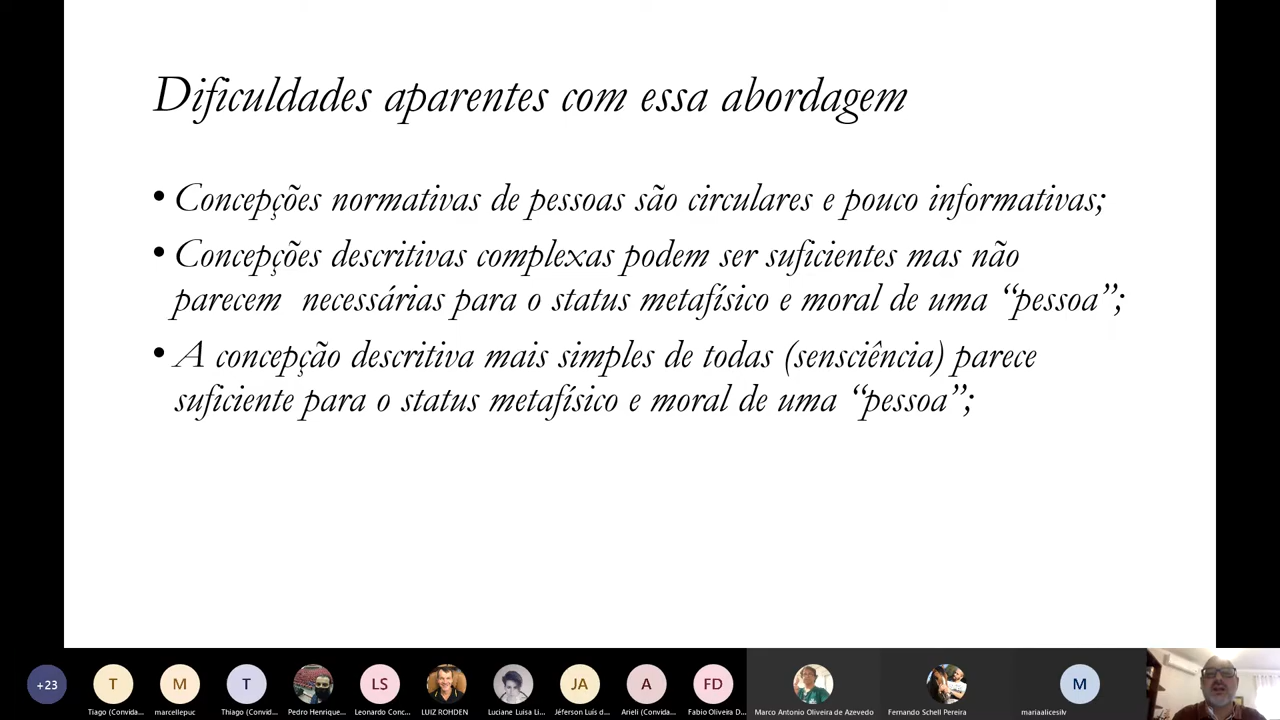 Dificuldades aparentes com essa abordagem
• Concepções normativas de pessoas são circulares e pouco informativas;
• Concepções descritivas complexas podem ser suficientes mas não
parecem necessárias para o status metafísico e moral de uma “pessoa”;
• A concepção descritiva mais simples de todas (sensciência) parece
suficiente para o status metafísico e moral de uma “pessoa”;
+23 T M T LS JA A FD M
Tiago (Convida... marcellepuc Thiago (Convid... Pedro Henrique... Leonardo Conc... LUIZ ROHDEN Luciane Luisa Li... Jéferson Luís d... Arieli (Convida... Fabio Oliveira D... Marco Antonio Oliveira de Azevedo Fernando Schell Pereira mariaalicesilv